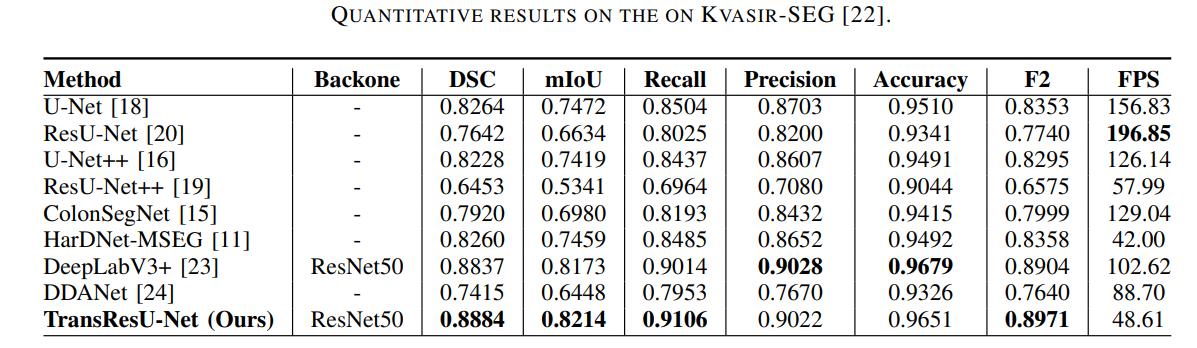 QUANTITATIVE RESULTS ON THE ON KVASIR-SEG [22].
Method Backone DSC mIoU Recall Precision Accuracy F2 FPS
U-Net [18] - 0.8264 0.7472 0.8504 0.8703 0.9510 0.8353 156.83
ResU-Net [20] - 0.7642 0.6634 0.8025 0.8200 0.9341 0.7740 196.85
U-Net++ [16] - 0.8228 0.7419 0.8437 0.8607 0.9491 0.8295 126.14
ResU-Net++ [19] - 0.6453 0.5341 0.6964 0.7080 0.9044 0.6575 57.99
ColonSegNet [15] - 0.7920 0.6980 0.8193 0.8432 0.9415 0.7999 129.04
HarDNet-MSEG [11] - 0.8260 0.7459 0.8485 0.8652 0.9492 0.8358 42.00
DeepLabV3+ [23] ResNet50 0.8837 0.8173 0.9014 0.9028 0.9679 0.8904 102.62
DDANet [24] - 0.7415 0.6448 0.7953 0.7670 0.9326 0.7640 88.70
TransResU-Net (Ours) ResNet50 0.8884 0.8214 0.9106 0.9022 0.9651 0.8971 48.61